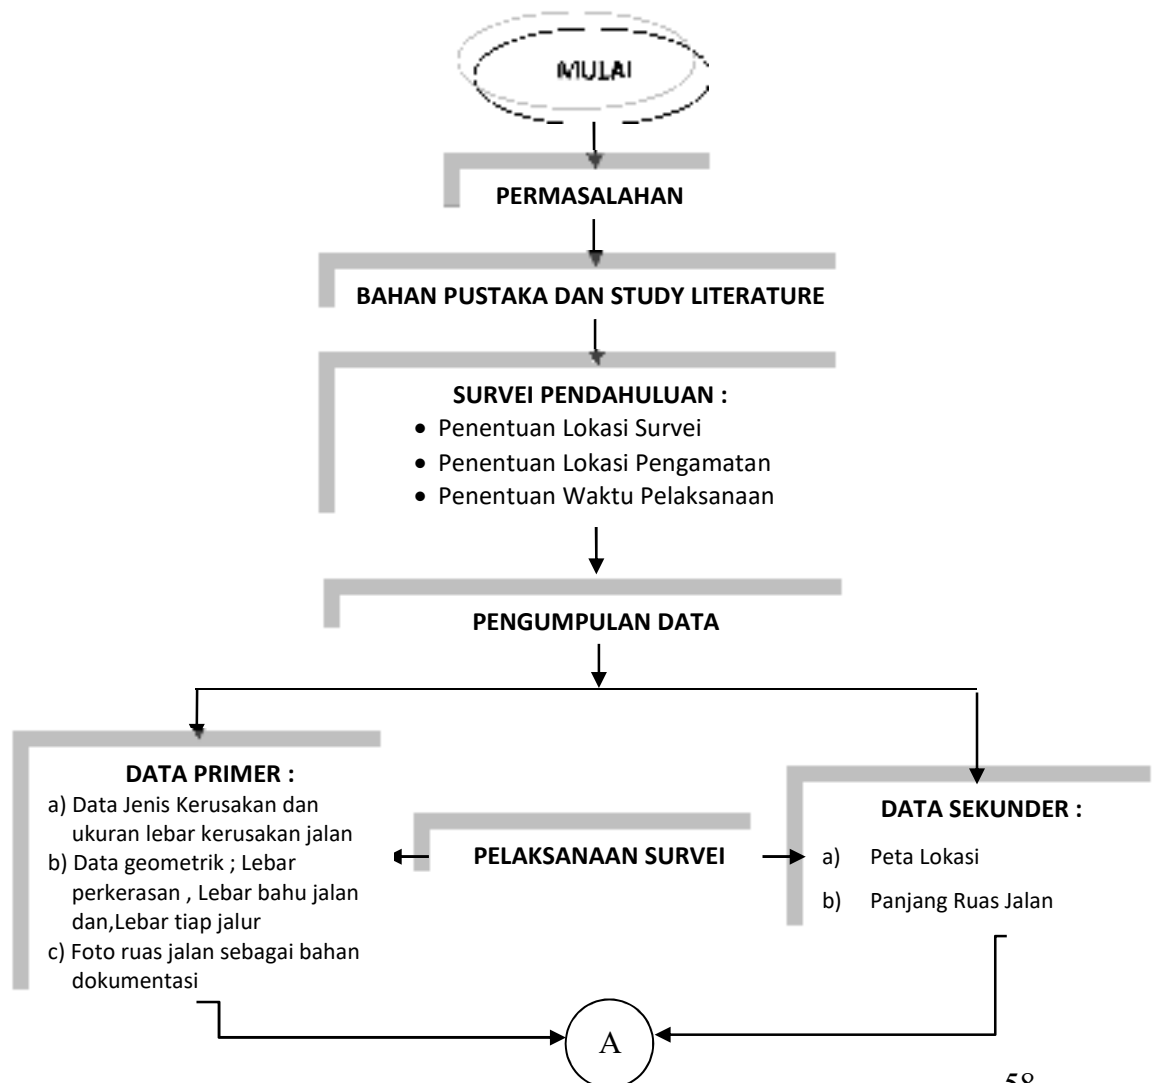 MULAI
PERMASALAHAN
BAHAN PUSTAKA DAN STUDY LITERATURE
SURVEI PENDAHULUAN :
• Penentuan Lokasi Survei
• Penentuan Lokasi Pengamatan
• Penentuan Waktu Pelaksanaan
PENGUMPULAN DATA
DATA PRIMER :
a) Data Jenis Kerusakan dan
ukuran lebar kerusakan jalan
b) Data geometrik ; Lebar
perkerasan , Lebar bahu jalan
dan,Lebar tiap jalur
c) Foto ruas jalan sebagai bahan
dokumentasi
PELAKSANAAN SURVEI
DATA SEKUNDER :
a) Peta Lokasi
b) Panjang Ruas Jalan
A
58